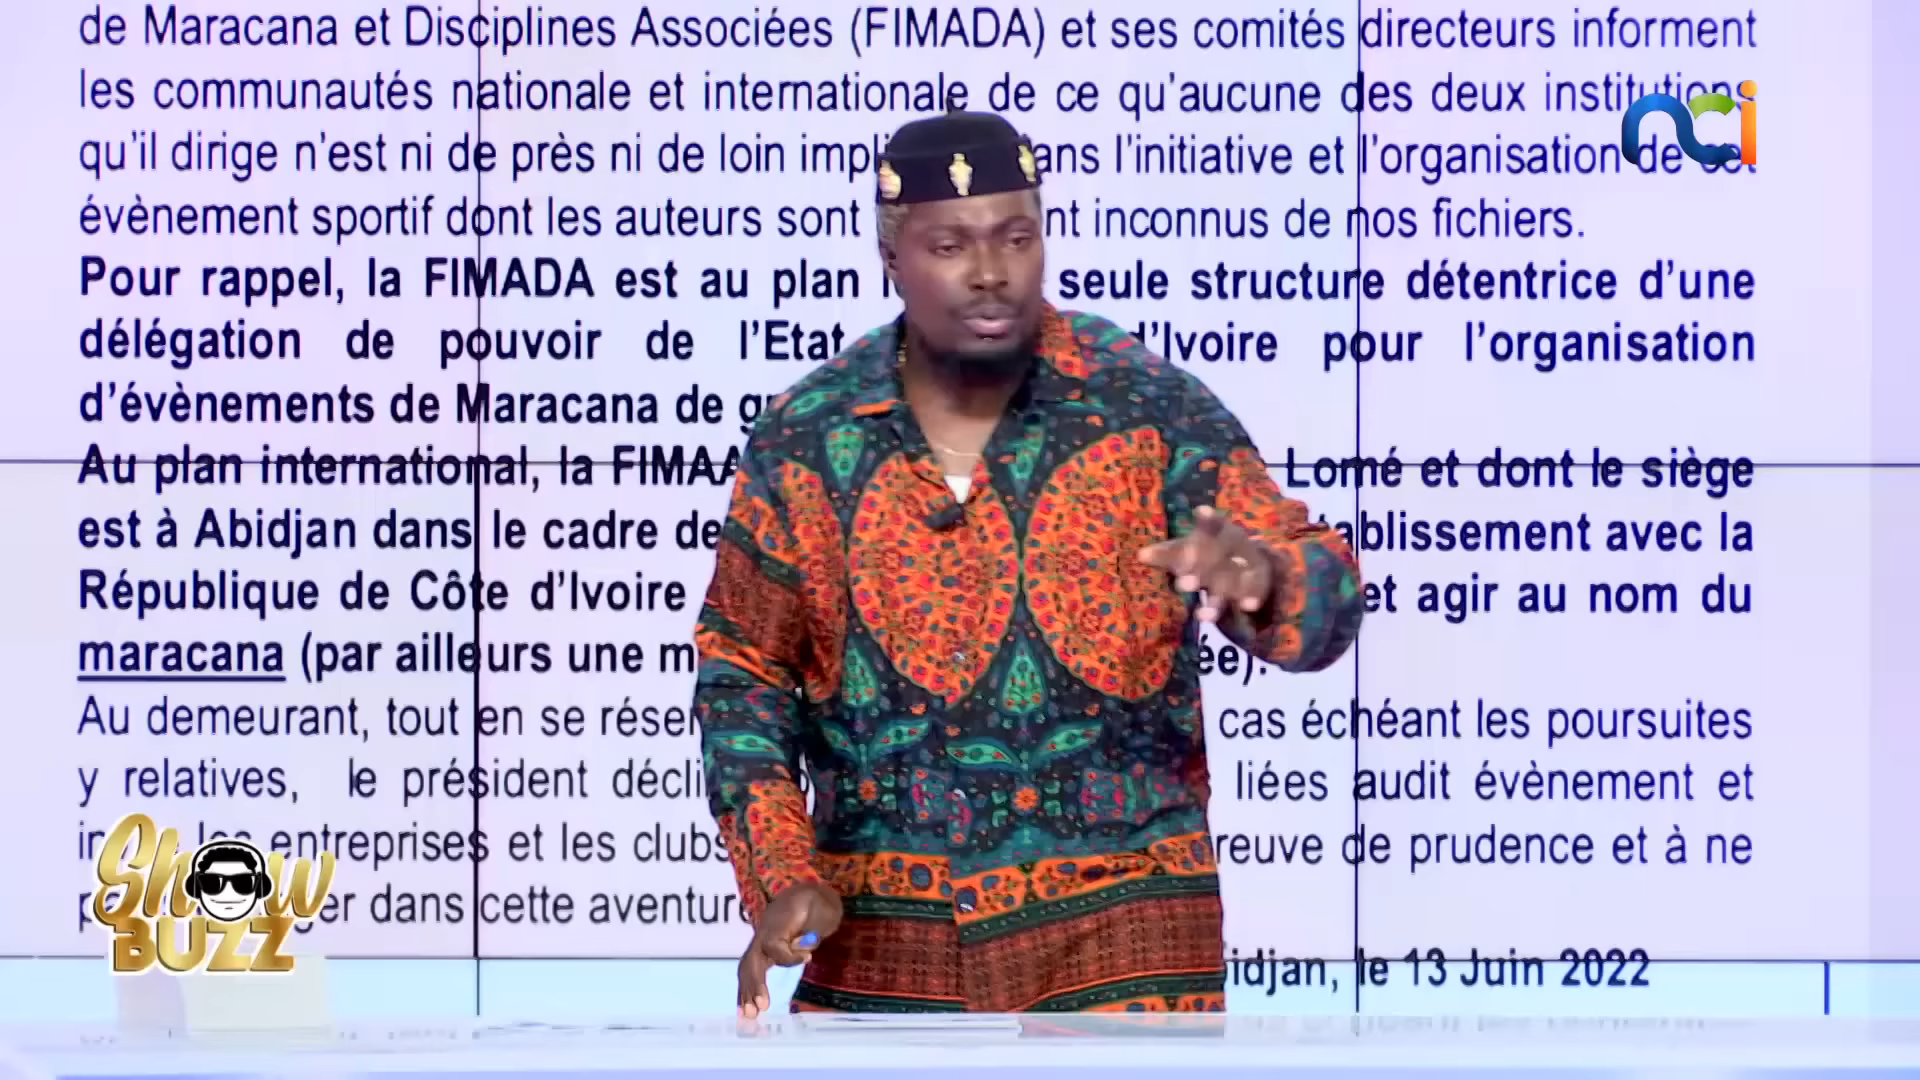 de Maracana et Disciplines Associées (FIMADA) et ses comités directeurs informent
les communautés nationale et internationale de ce qu'aucune des deux institutions
qu'il dirige n'est ni de près ni de loin dans l'initiative et l'organisation de cet
évènement sportif dont les auteurs sont inconnus de nos fichiers.
Pour rappel, la FIMADA est au plan seule structure détentrice d'une
délégation de pouvoir de l'Etat d'Ivoire pour l'organisation
d'évènements de Maracana de
Au plan international, la Lomé et dont le siège
est à Abidjan dans le cadre de avec la
République de Côte d'Ivoire et agir au nom du
maracana (par ailleurs une
Au demeurant, tout en se cas échéant les poursuites
y relatives, le président liées audit évènement et
entreprises et les clubs de prudence et à ne
dans cette aventure
le 13 Juin 2022
nci
Show
BUZZ